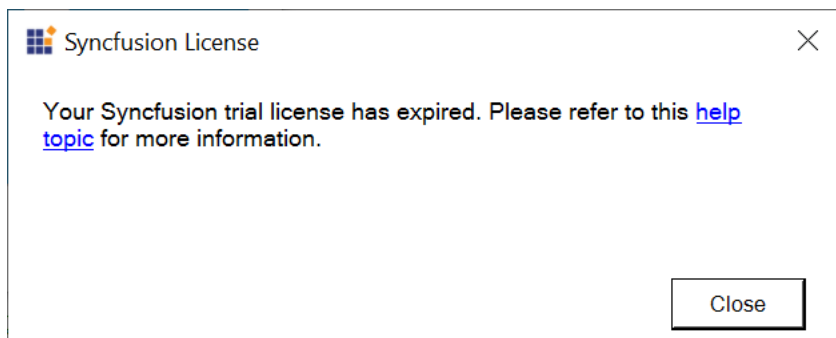 Syncfusion License
Your Syncfusion trial license has expired. Please refer to this help
topic for more information.
Close